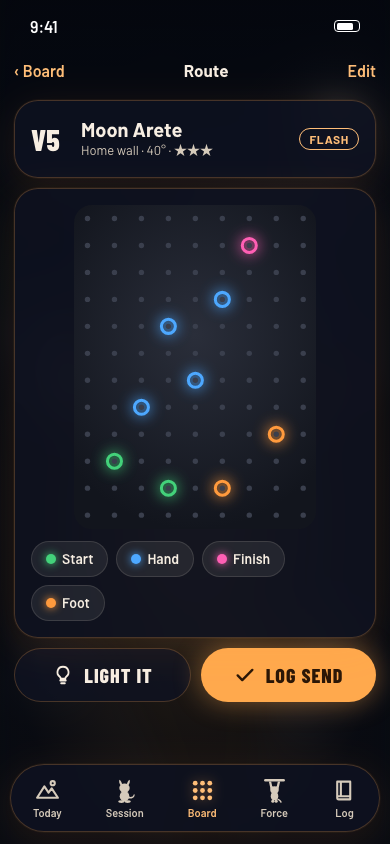 9:41
‹ Board
Route
Edit
V5
Moon Arete
Home wall · 40° · ★★★
FLASH
Start
Hand
Finish
Foot
LIGHT IT
LOG SEND
Today
Session
Board
Force
Log